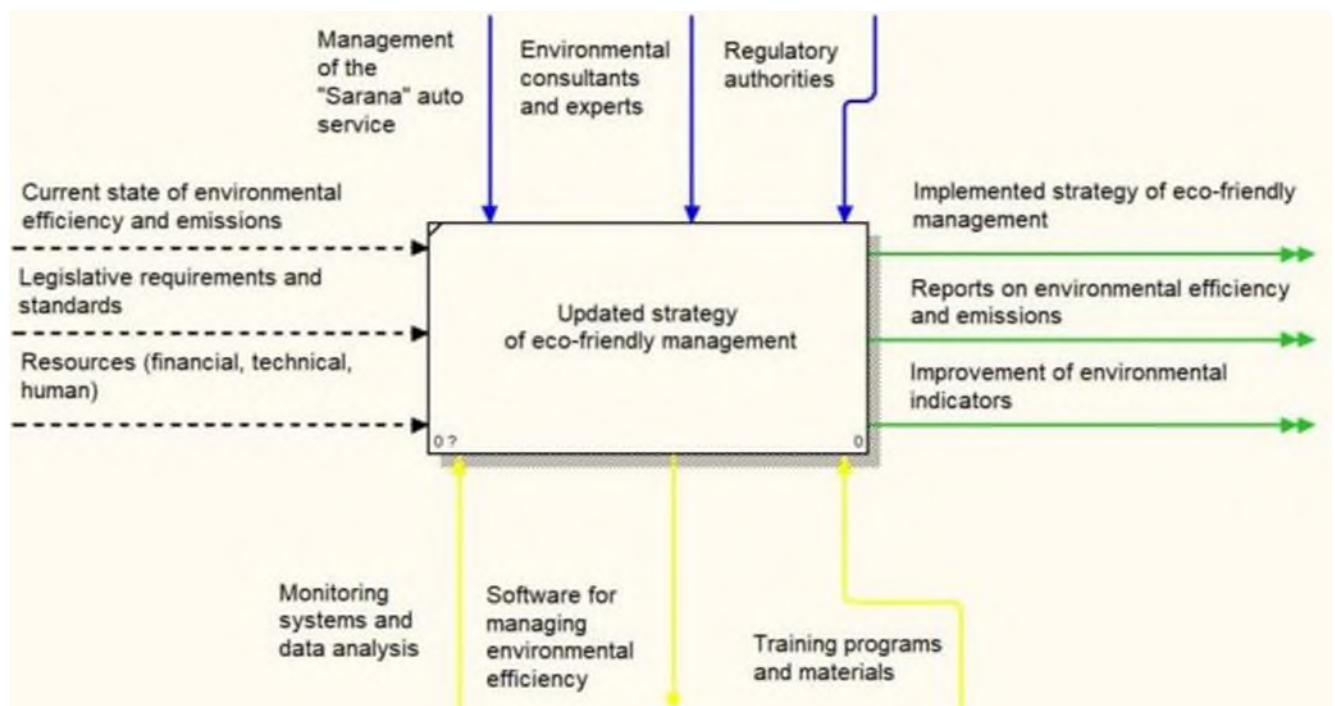 Management
of the
"Sarana" auto
service
Environmental
consultants
and experts
Regulatory
authorities
Current state of environmental
efficiency and emissions
Legislative requirements and
standards
Resources (financial, technical,
human)
Updated strategy
of eco-friendly management
0 ?
0
Implemented strategy of eco-friendly
management
Reports on environmental efficiency
and emissions
Improvement of environmental
indicators
Monitoring
systems and
data analysis
Software for
managing
environmental
efficiency
Training programs
and materials